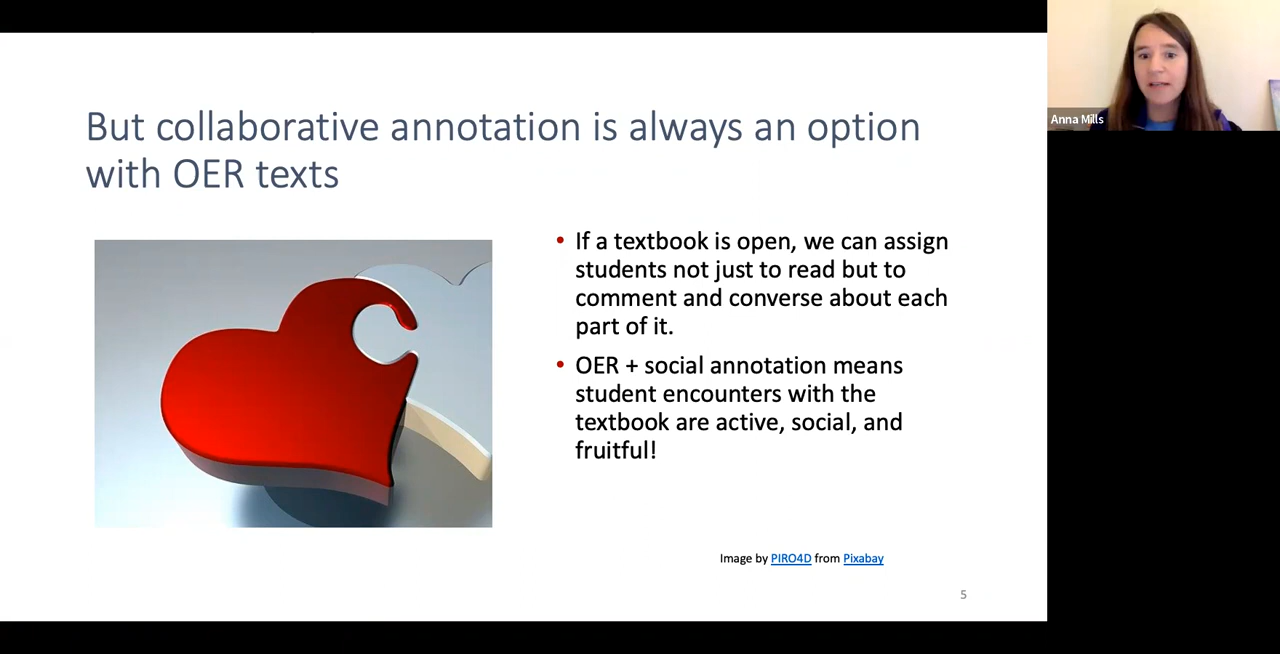 But collaborative annotation is always an option
with OER texts
• If a textbook is open, we can assign
students not just to read but to
comment and converse about each
part of it.
• OER + social annotation means
student encounters with the
textbook are active, social, and
fruitful!
Image by PIRO4D from Pixabay
5
Anna Mills